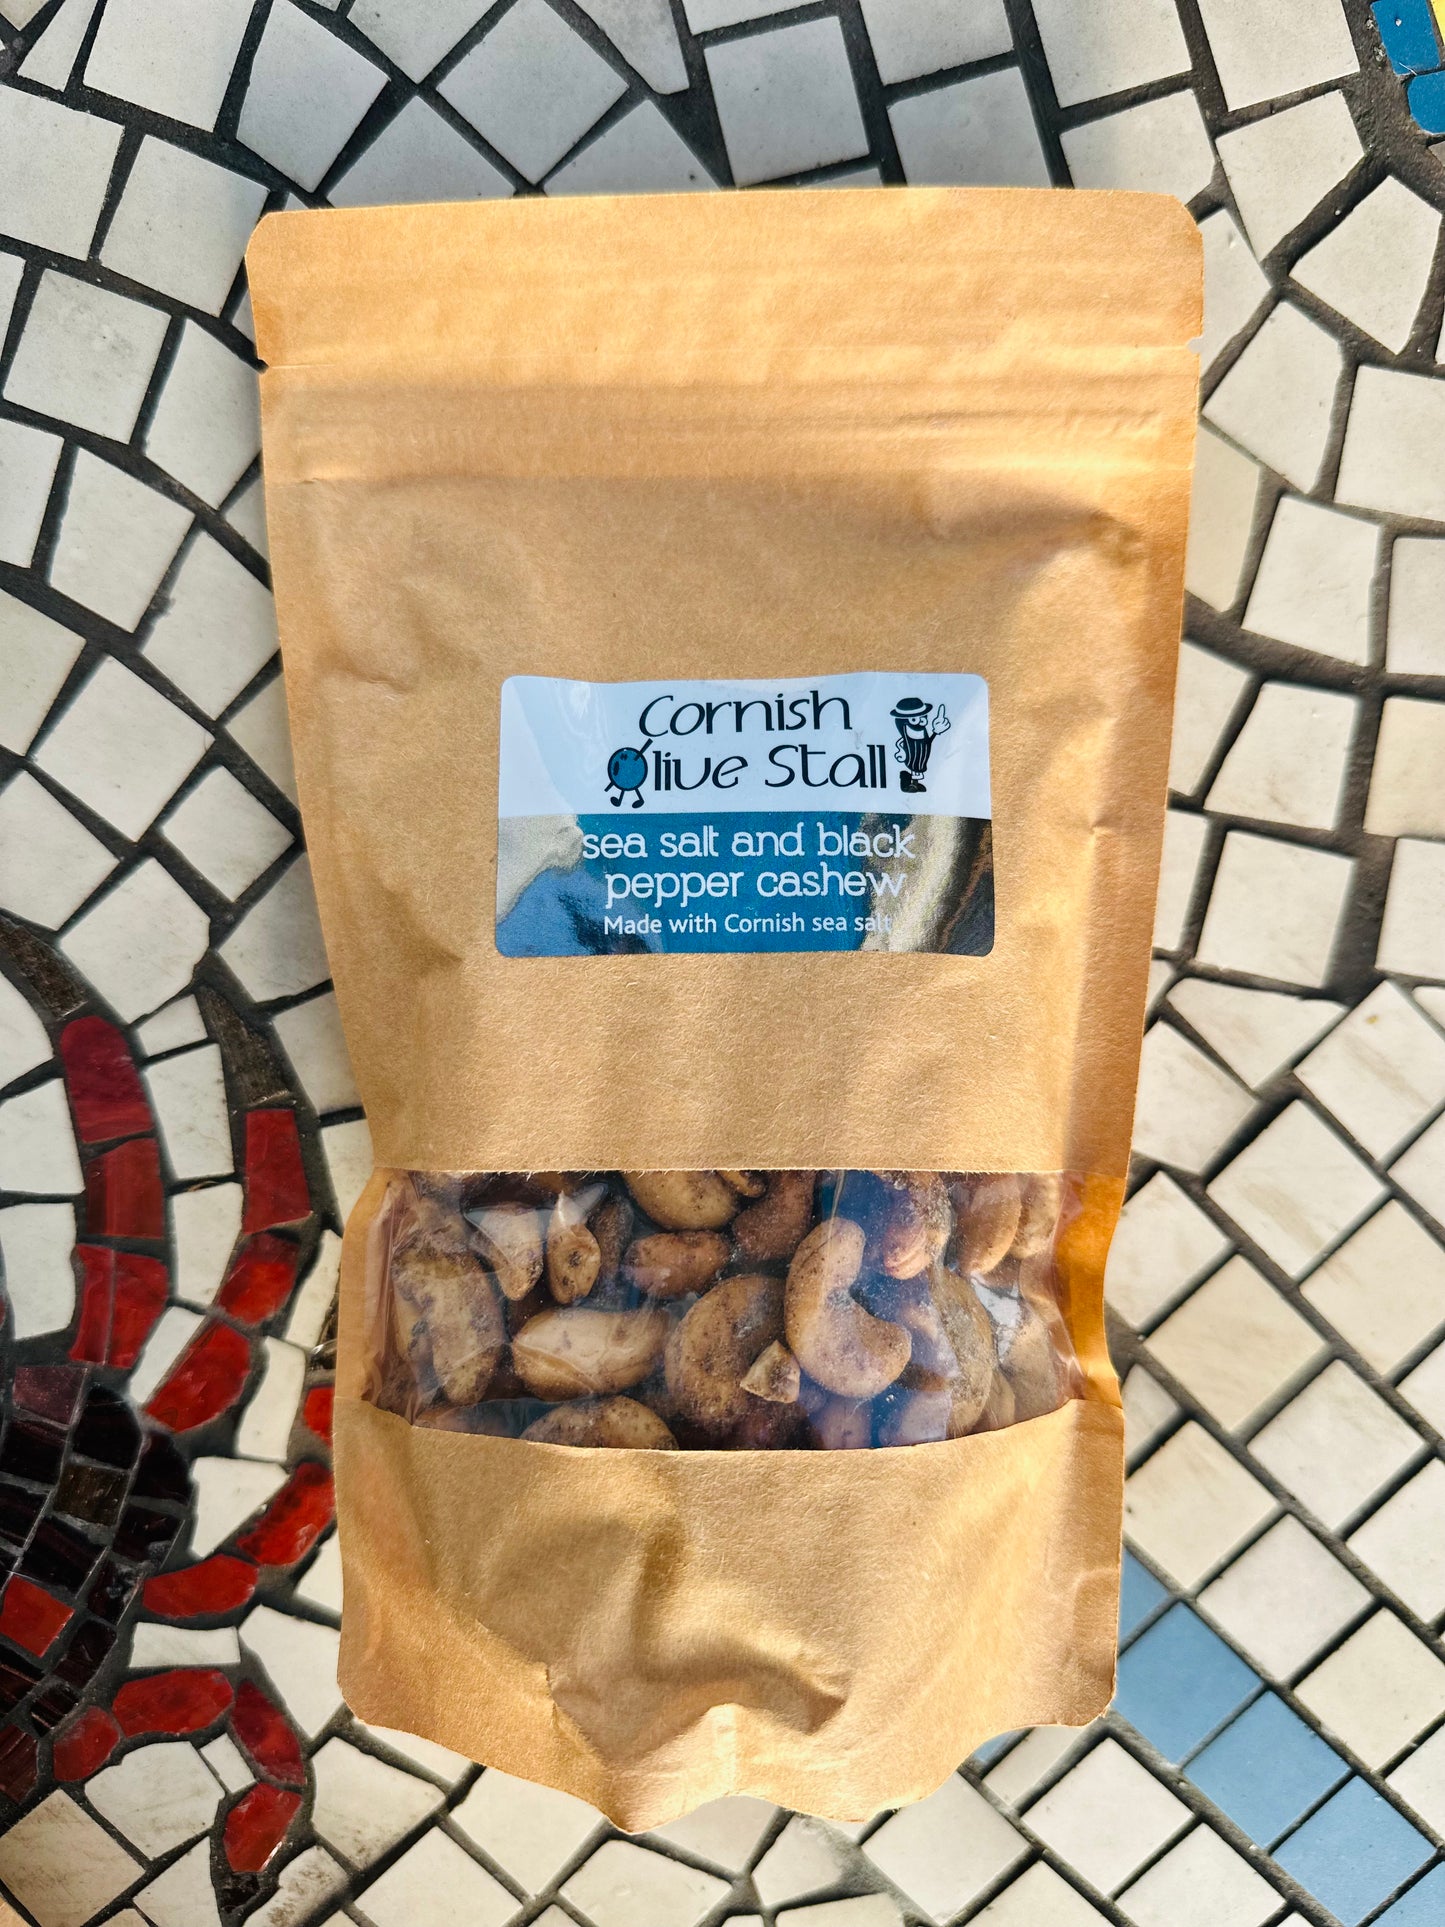 Cornish
Olive Stall
sea salt and black
pepper cashew
Made with Cornish sea salt